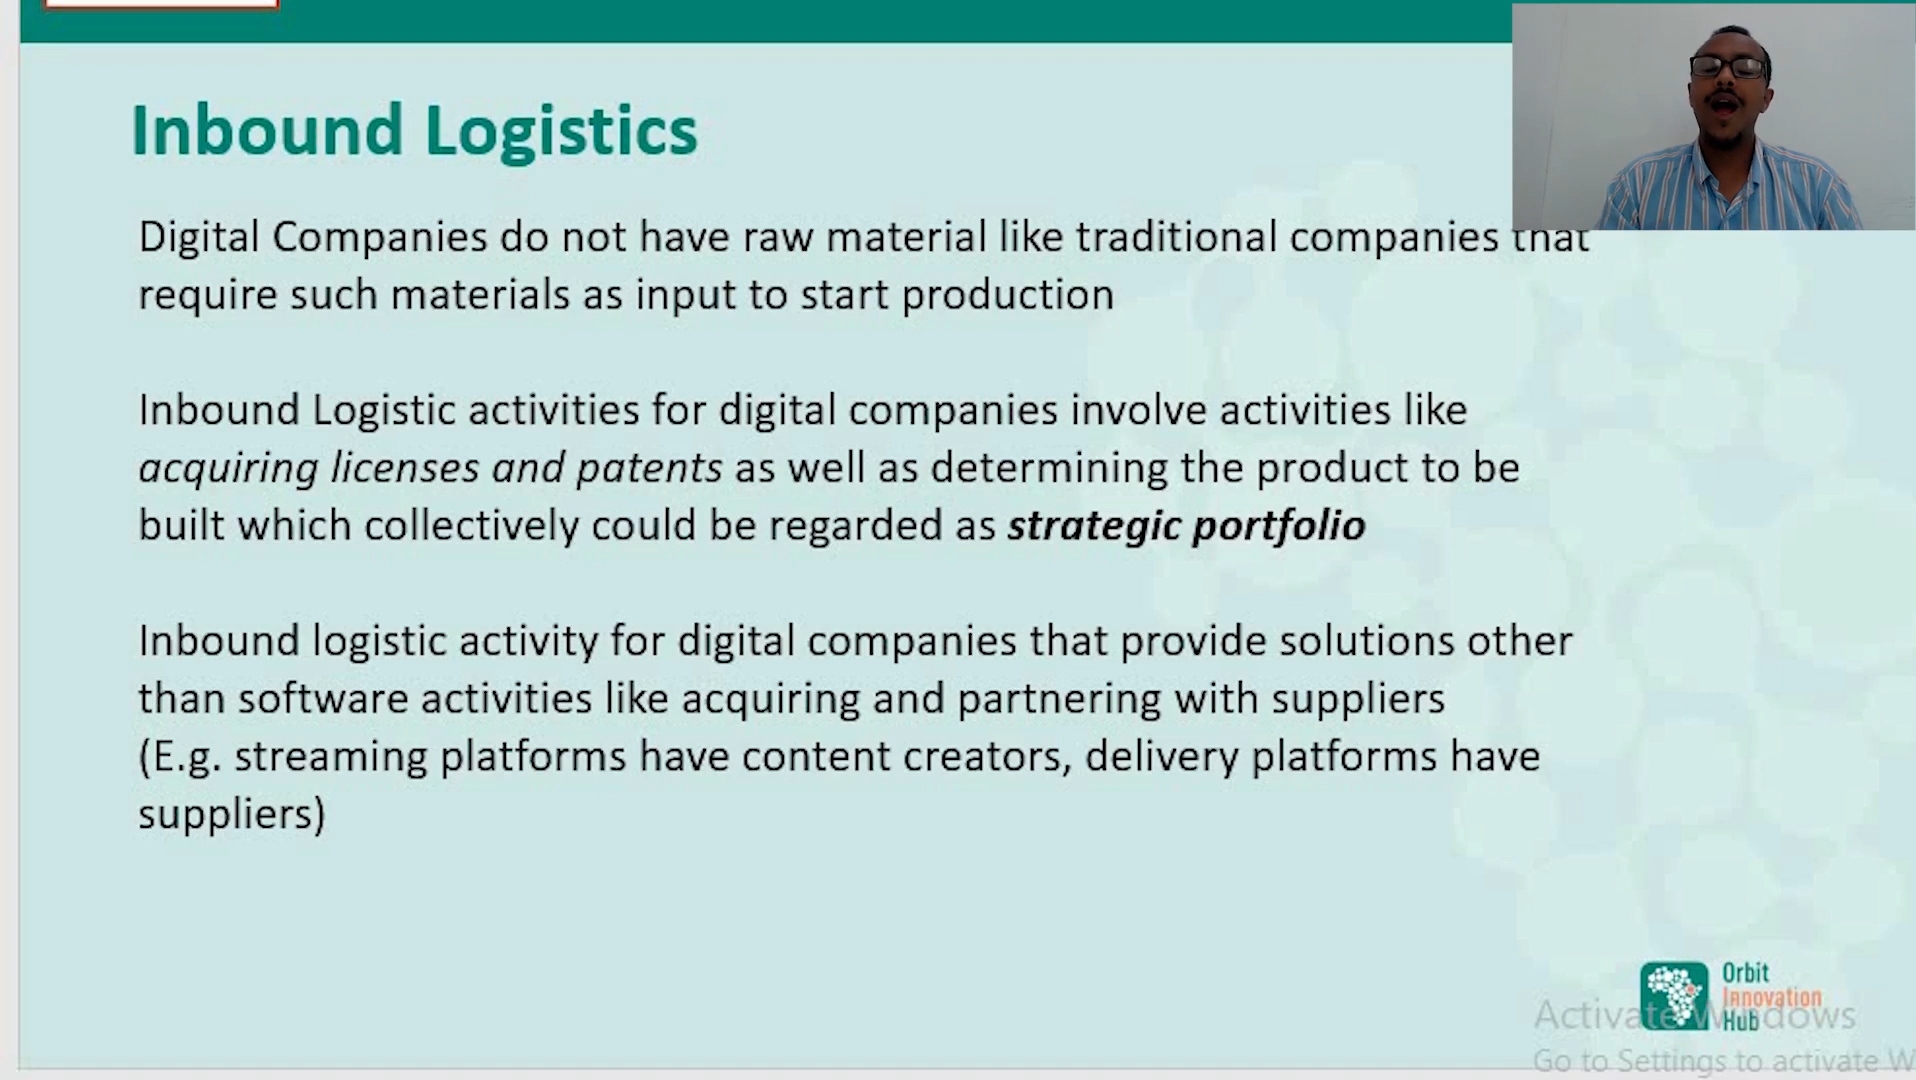 Inbound Logistics
Digital Companies do not have raw material like traditional companies that
require such materials as input to start production
Inbound Logistic activities for digital companies involve activities like
acquiring licenses and patents as well as determining the product to be
built which collectively could be regarded as strategic portfolio
Inbound logistic activity for digital companies that provide solutions other
than software activities like acquiring and partnering with suppliers
(E.g. streaming platforms have content creators, delivery platforms have
suppliers)
Orbit
Innovation
Hub
Activate Windows
Go to Settings to activate W